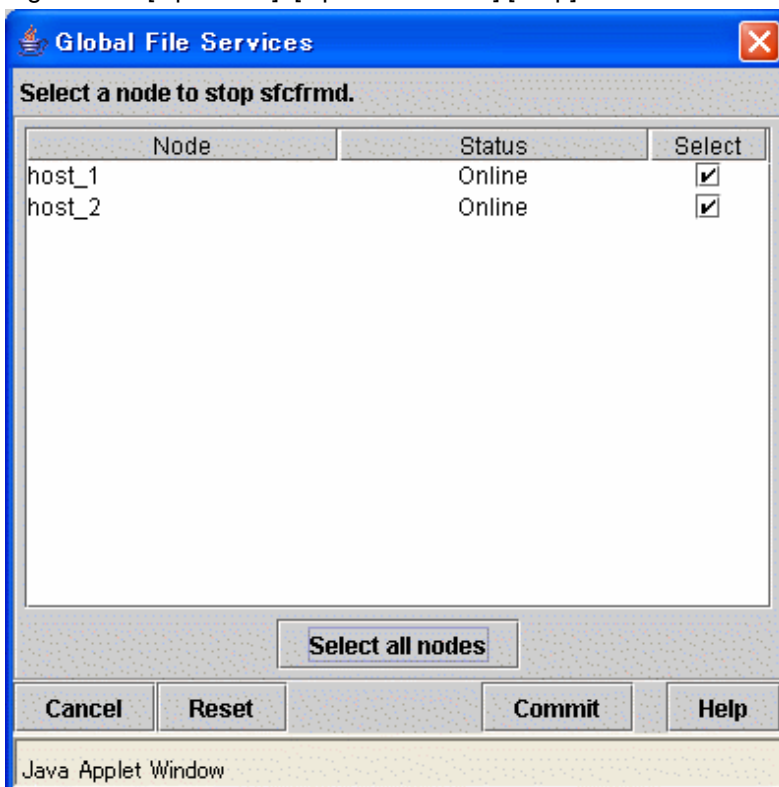 Global File Services
Select a node to stop sfcfrmd.
Node Status Select
host_1 Online
host_2 Online
Select all nodes
Cancel Reset Commit Help
Java Applet Window